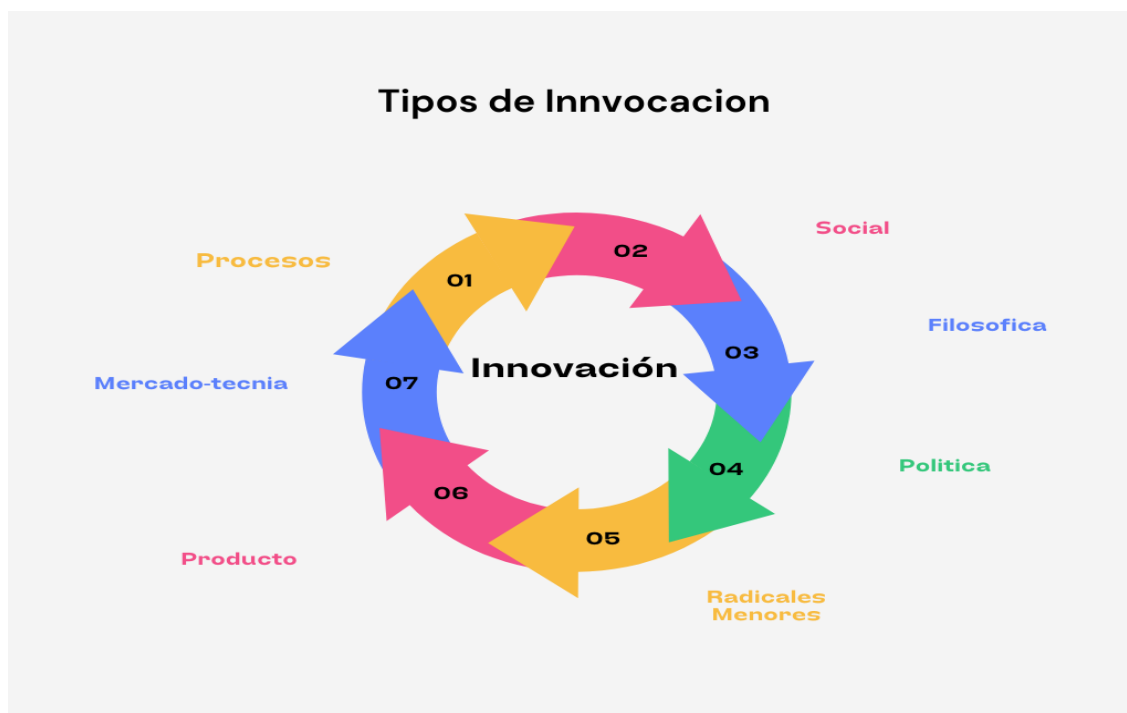 Tipos de Innvocacion
Procesos
01
02
Social
03
Filosofica
Innovación
07
Mercado-tecnia
04
Politica
06
05
Producto
Radicales
Menores